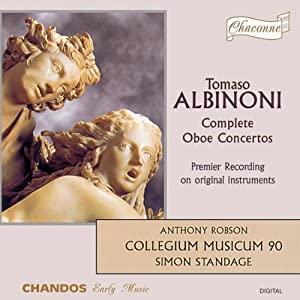 Chaconne
Tomaso
ALBINONI
Complete
Oboe Concertos
Premier Recording
on original instruments
ANTHONY ROBSON
COLLEGIUM MUSICUM 90
SIMON STANDAGE
CHANDOS Early Music
DIGITAL